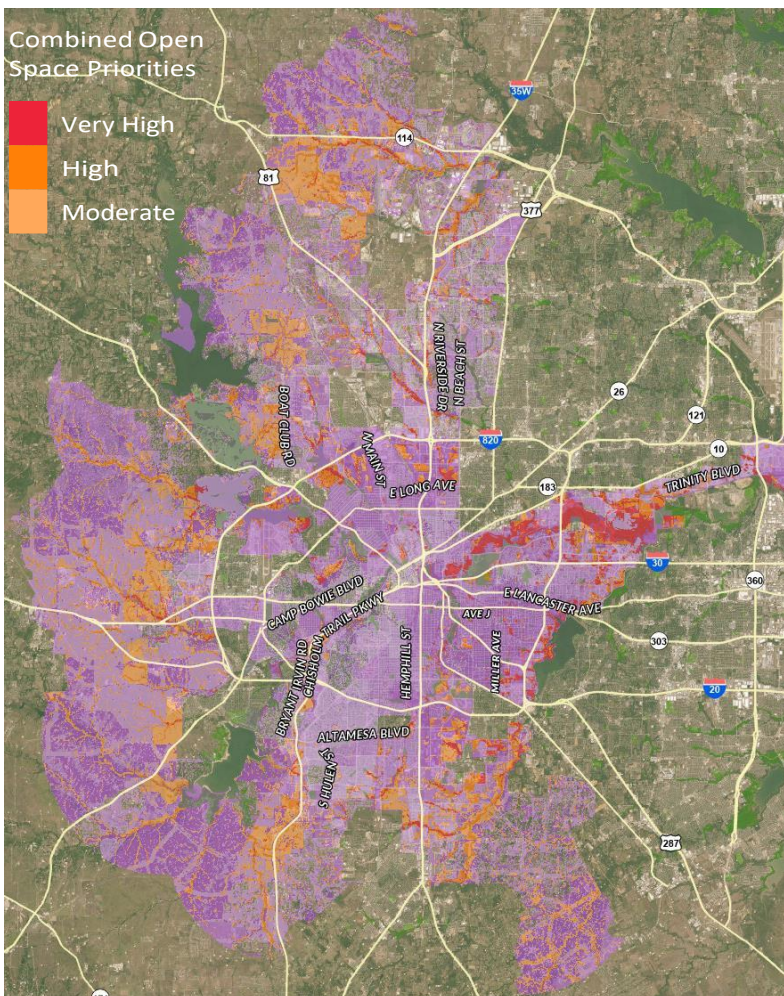 Combined Open
Space Priorities
Very High
High
Moderate
35W
114
81
377
N RIVERSIDE DR
N BEACH ST
26
121
BOAT CLUB RD
N MAIN ST
820
10
E LONG AVE
183
TRINITY BLVD
30
360
CAMP BOWIE BLVD
E LANCASTER AVE
CHISHOLM TRAIL PKWY
AVE J
303
HEMPHILL ST
MILLER AVE
BRYANT IRVIN RD
20
ALTAMESA BLVD
S HULEN ST
287